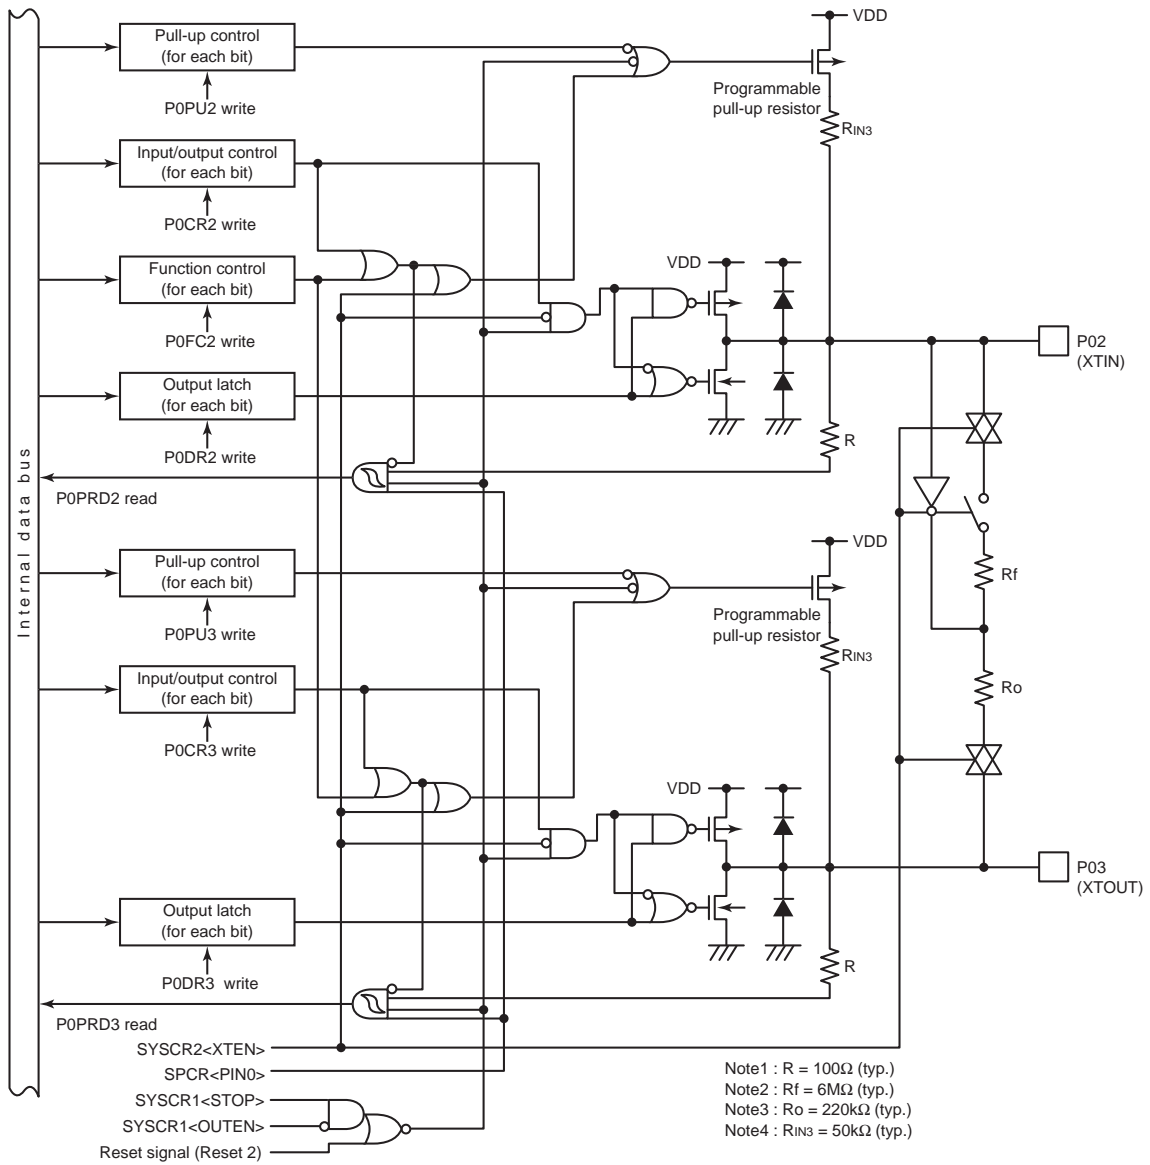 VDD
Pull-up control
(for each bit)
P0PU2 write
Programmable
pull-up resistor
RIN3
Input/output control
(for each bit)
P0CR2 write
Function control
(for each bit)
P0FC2 write
VDD
P02
(XTIN)
Output latch
(for each bit)
P0DR2 write
R
P0PRD2 read
Internal data bus
VDD
Pull-up control
(for each bit)
P0PU3 write
Programmable
pull-up resistor
RIN3
Rf
Input/output control
(for each bit)
P0CR3 write
Ro
VDD
P03
(XTOUT)
Output latch
(for each bit)
P0DR3 write
R
P0PRD3 read
SYSCR2<XTEN>
SPCR<PIN0>
SYSCR1<STOP>
SYSCR1<OUTEN>
Reset signal (Reset 2)
Note1 : R = 100Ω (typ.)
Note2 : Rf = 6MΩ (typ.)
Note3 : Ro = 220kΩ (typ.)
Note4 : RIN3 = 50kΩ (typ.)